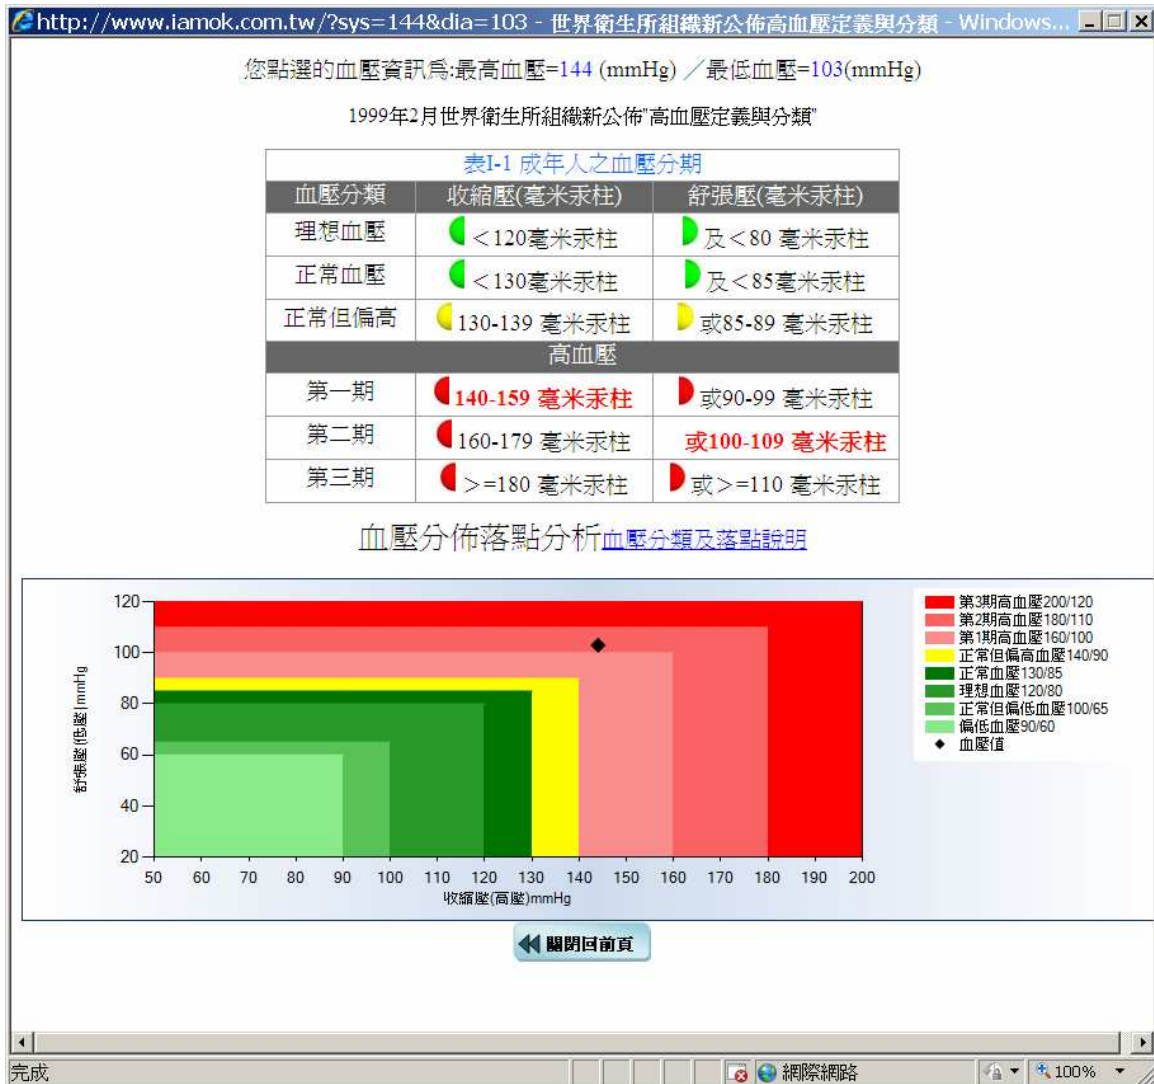 http://www.iamok.com.tw/?sys=144&dia=103 - 世界衛生所組織新公佈高血壓定義與分類 - Windows...
您點選的血壓資訊為:最高血壓=144 (mmHg) ／最低血壓=103(mmHg)
1999年2月世界衛生所組織新公佈"高血壓定義與分類"
表I-1 成年人之血壓分期
血壓分類 收縮壓(毫米汞柱) 舒張壓(毫米汞柱)
理想血壓 ＜120毫米汞柱 及＜80 毫米汞柱
正常血壓 ＜130毫米汞柱 及＜85毫米汞柱
正常但偏高 130-139 毫米汞柱 或85-89 毫米汞柱
高血壓
第一期 140-159 毫米汞柱 或90-99 毫米汞柱
第二期 160-179 毫米汞柱 或100-109 毫米汞柱
第三期 ＞=180 毫米汞柱 或＞=110 毫米汞柱
血壓分佈落點分析血壓分類及落點說明
120
100
80
60
40
20
舒張壓(低壓)mmHg
50 60 70 80 90 100 110 120 130 140 150 160 170 180 190 200
收縮壓(高壓)mmHg
第3期高血壓200/120
第2期高血壓180/110
第1期高血壓160/100
正常但偏高血壓140/90
正常血壓130/85
理想血壓120/80
正常但偏低血壓100/65
偏低血壓90/60
血壓值
關閉回前頁
完成 網際網路 100%